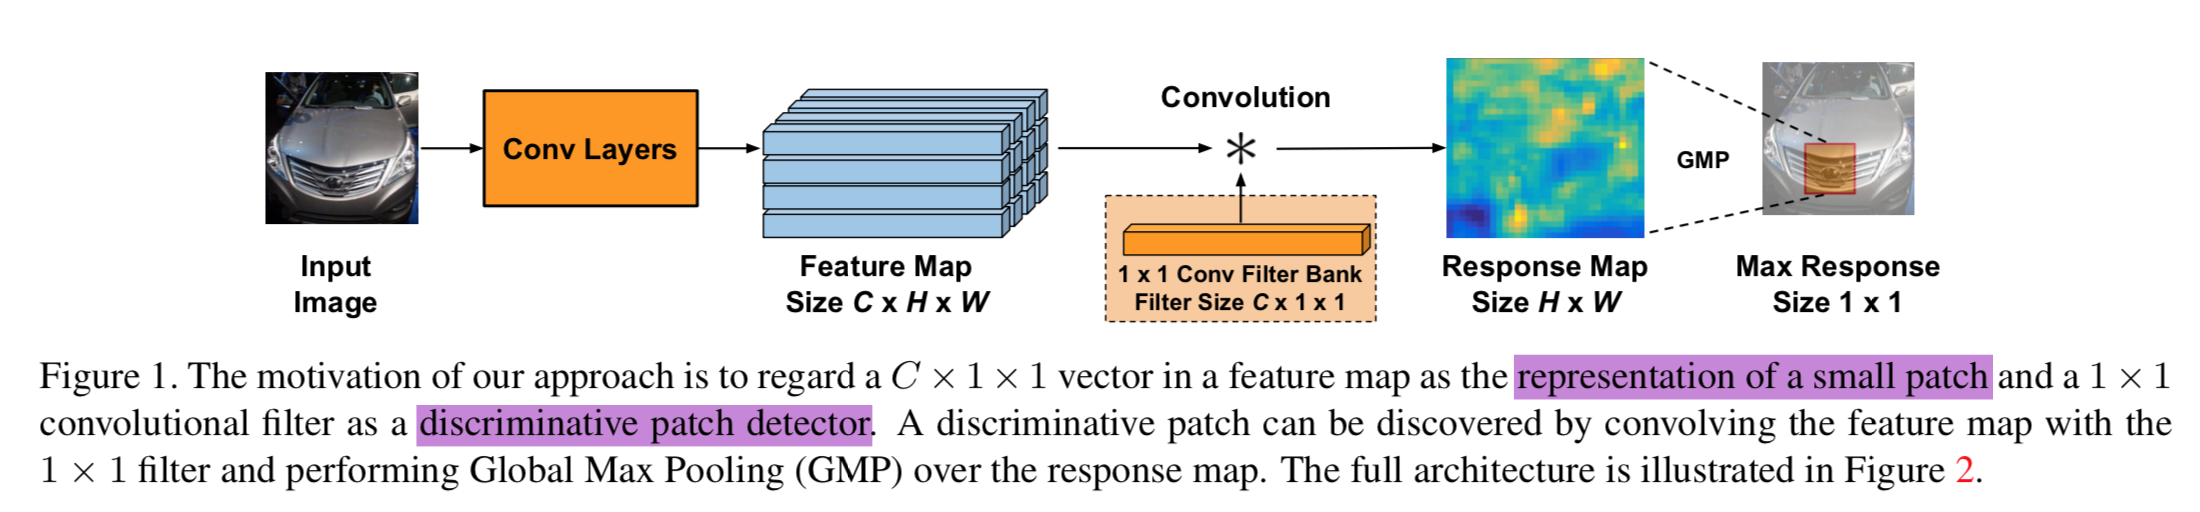 Convolution
Conv Layers
GMP
Input
Image
Feature Map
Size C x H x W
1 x 1 Conv Filter Bank
Filter Size C x 1 x 1
Response Map
Size H x W
Max Response
Size 1 x 1
Figure 1. The motivation of our approach is to regard a C × 1 × 1 vector in a feature map as the representation of a small patch and a 1 × 1
convolutional filter as a discriminative patch detector. A discriminative patch can be discovered by convolving the feature map with the
1 × 1 filter and performing Global Max Pooling (GMP) over the response map. The full architecture is illustrated in Figure 2.